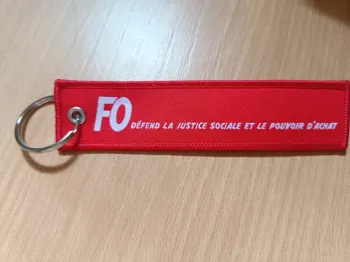 FO DÉFEND LA JUSTICE SOCIALE ET LE POUVOIR D'ACHAT